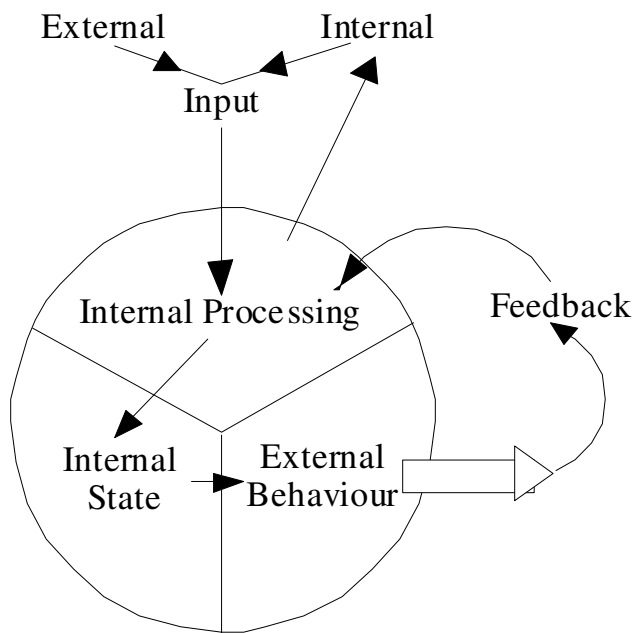 External
Internal
Input
Internal Processing
Feedback
Internal
State
External
Behaviour